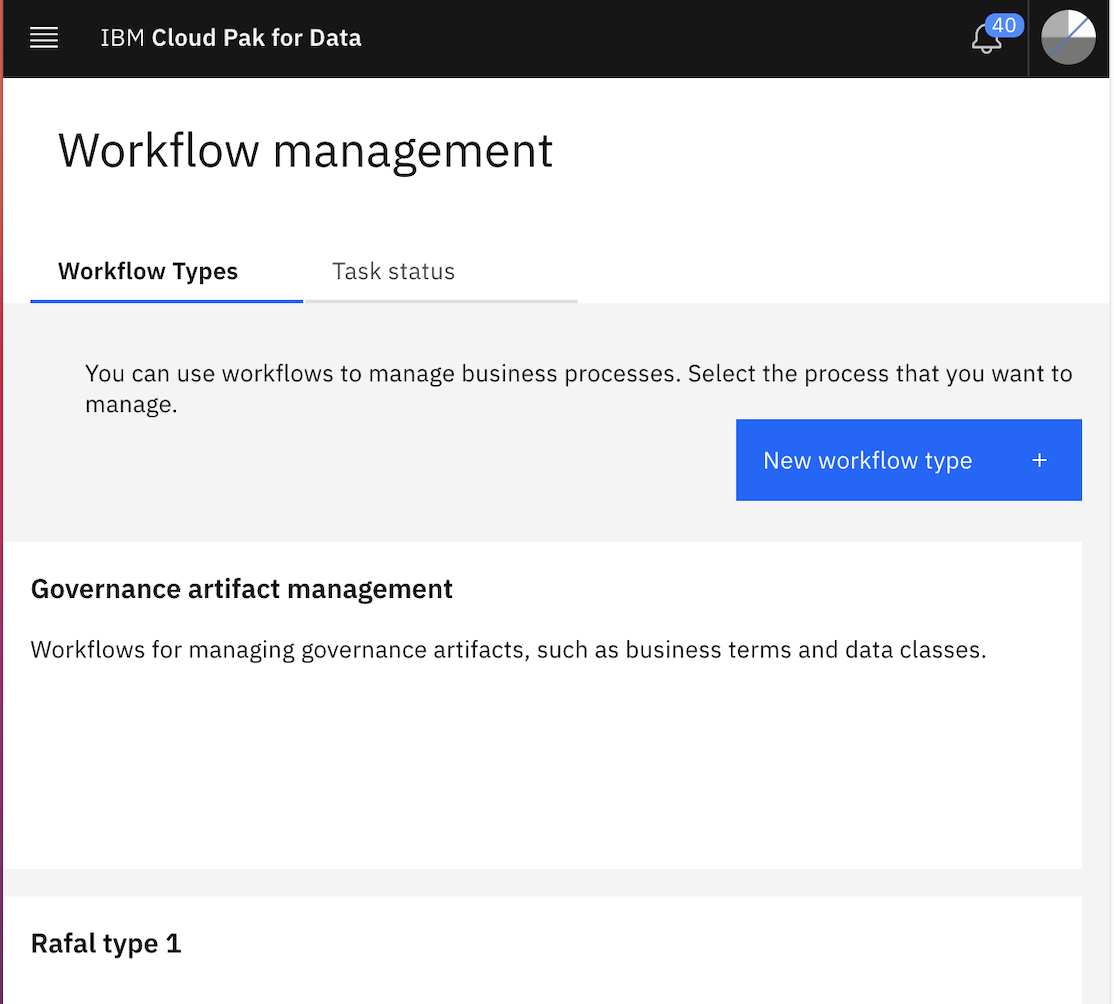 IBM Cloud Pak for Data
40
Workflow management
Workflow Types
Task status
You can use workflows to manage business processes. Select the process that you want to
manage.
New workflow type +
Governance artifact management
Workflows for managing governance artifacts, such as business terms and data classes.
Rafal type 1